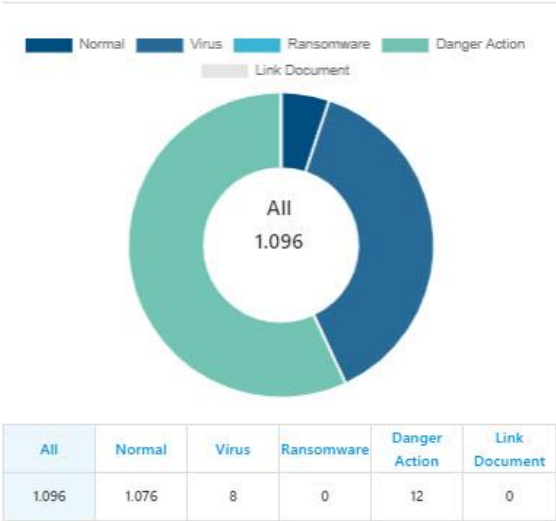 Normal Virus Ransomware Danger Action
Link Document
All
1.096
All Normal Virus Ransomware Danger Action Link Document
1.096 1.076 8 0 12 0